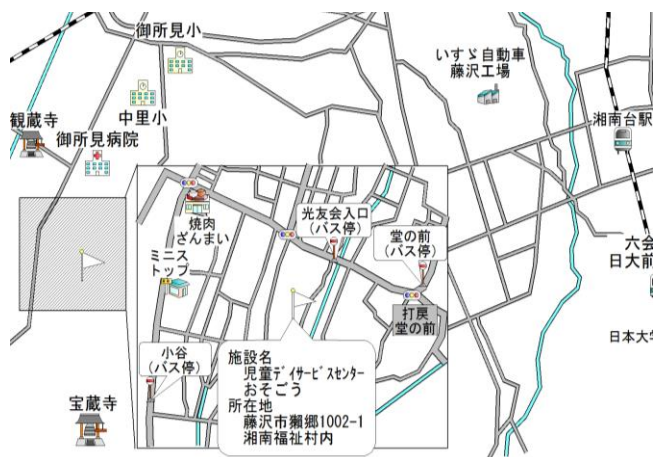 御所見小
いすゞ自動車
藤沢工場
中里小
湘南台駅
観蔵寺
御所見病院
光友会入口
(バス停)
堂の前
(バス停)
焼肉
ざんまい
ミニス
トップ
六会
日大前
打戻
堂の前
日本大学
小谷
(バス停)
施設名
児童デイサービスセンター
おそごう
所在地
藤沢市獺郷1002-1
湘南福祉村内
宝蔵寺